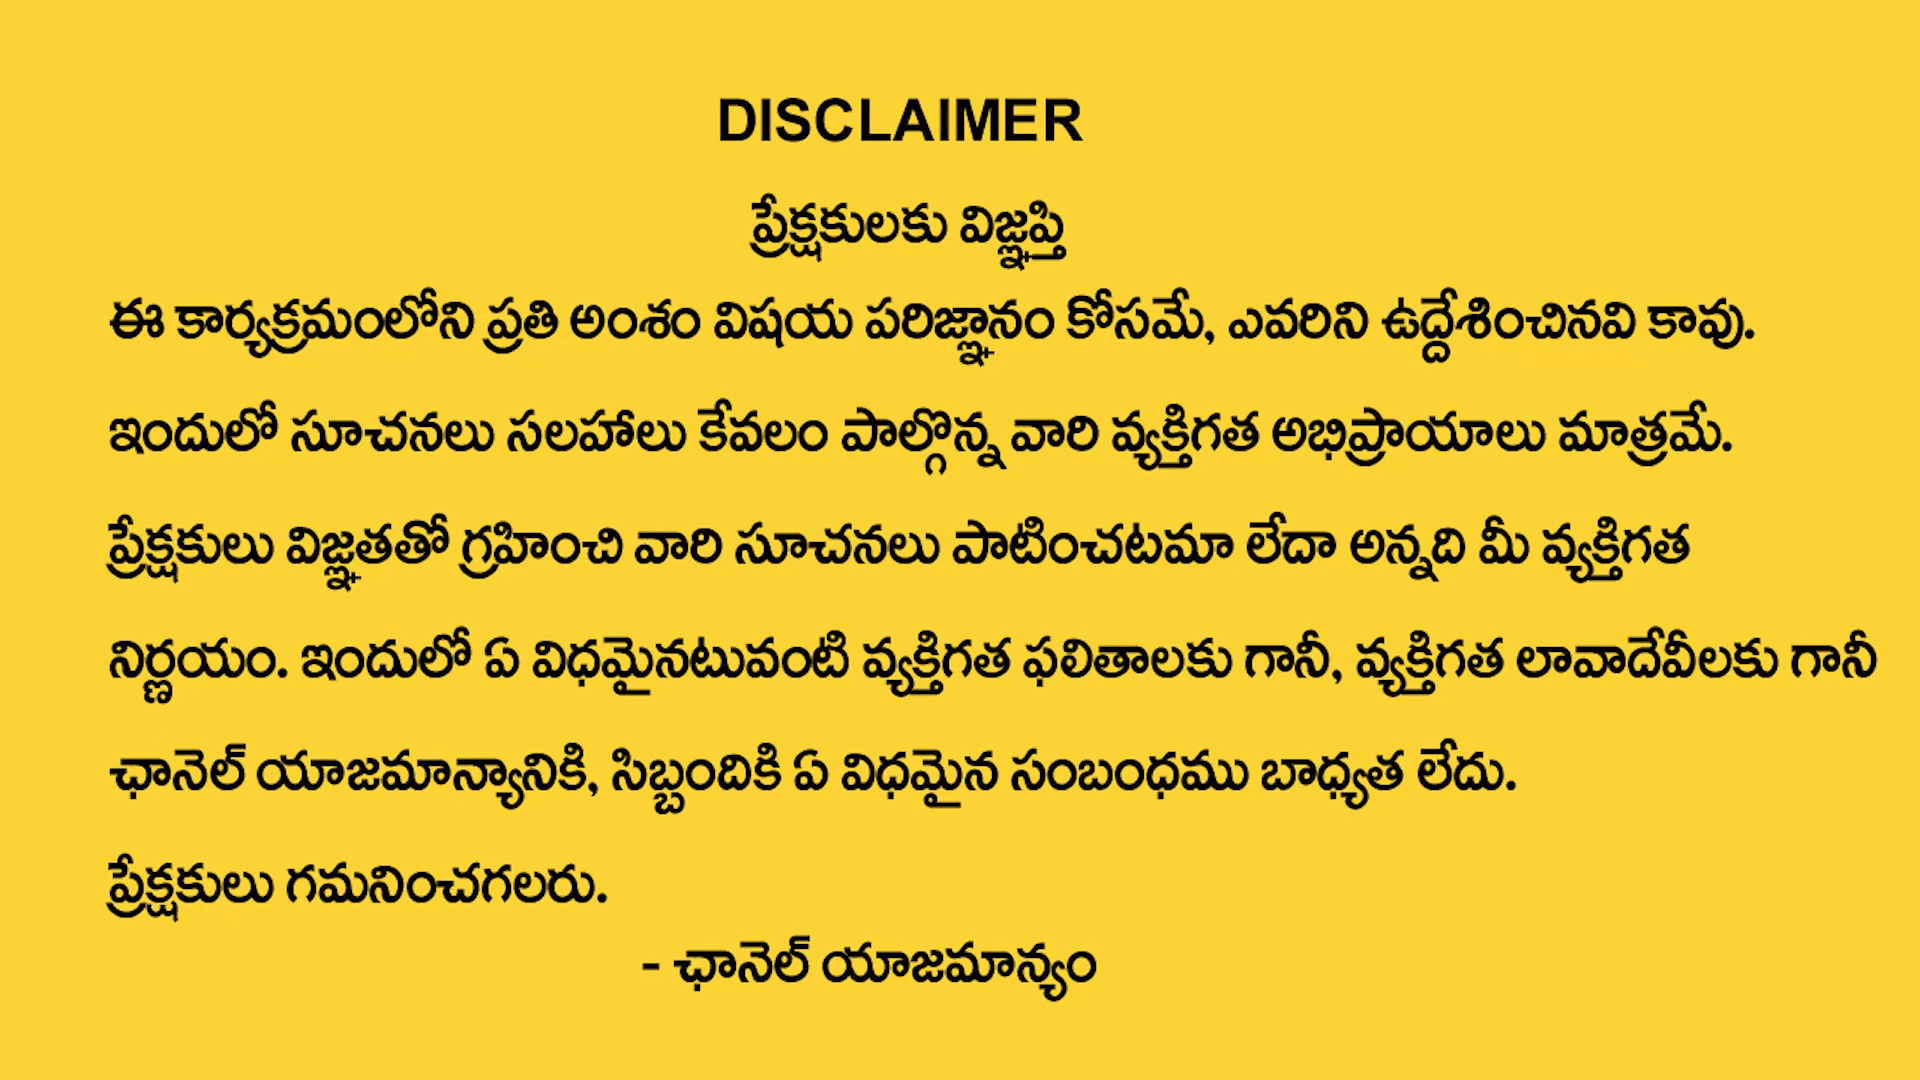 DISCLAIMER
ప్రేక్షకులకు విజ్ఞప్తి
ఈ కార్యక్రమంలోని ప్రతి అంశం విషయ పరిజ్ఞానం కోసమే, ఎవరిని ఉద్దేశించినవి కావు.
ఇందులో సూచనలు సలహాలు కేవలం పాల్గొన్న వారి వ్యక్తిగత అభిప్రాయాలు మాత్రమే.
ప్రేక్షకులు విజ్ఞతతో గ్రహించి వారి సూచనలు పాటించటమా లేదా అన్నది మీ వ్యక్తిగత
నిర్ణయం. ఇందులో ఏ విధమైనటువంటి వ్యక్తిగత ఫలితాలకు గానీ, వ్యక్తిగత లావాదేవీలకు గానీ
ఛానెల్ యాజమాన్యానికి, సిబ్బందికి ఏ విధమైన సంబంధము బాధ్యత లేదు.
ప్రేక్షకులు గమనించగలరు.
- ఛానెల్ యాజమాన్యం